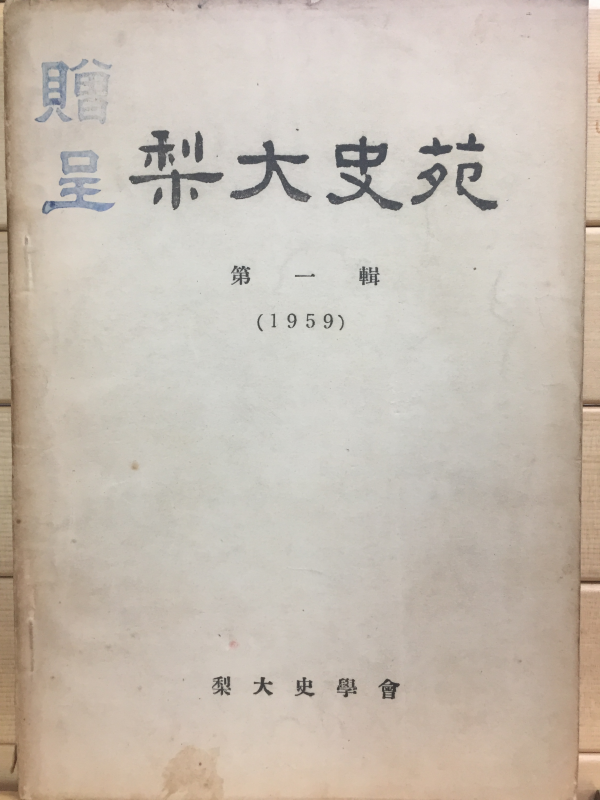 贈呈
梨大史苑
第一輯
(1959)
梨大史學會